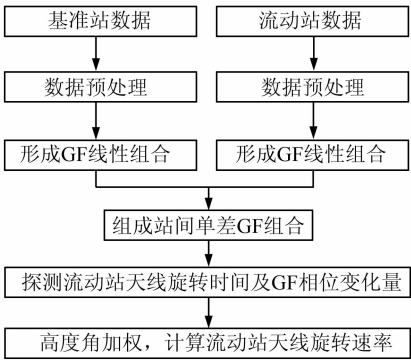 基准站数据
流动站数据
数据预处理
数据预处理
形成GF线性组合
形成GF线性组合
组成站间单差GF组合
探测流动站天线旋转时间及GF相位变化量
高度角加权，计算流动站天线旋转速率